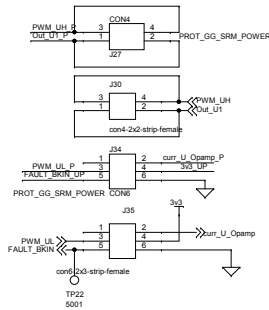 CON4
PWM_UH_P 3 4
Out_U1_P 1 2 PROT_GG_SRM_POWER
J27
J30
3 4 PWM_UH
1 2 Out_U1
con4-2x2-strip-female
J34
1 2 curr_U_Opamp_P
PWM_UL_P 3 4 3v3_UP
FAULT_BKIN_UP 5 6
PROT_GG_SRM_POWER CON6
J35
3v3
1 2 curr_U_Opamp
PWM_UL 3 4
FAULT_BKIN 5 6
con6-2x3-strip-female
TP22
5001